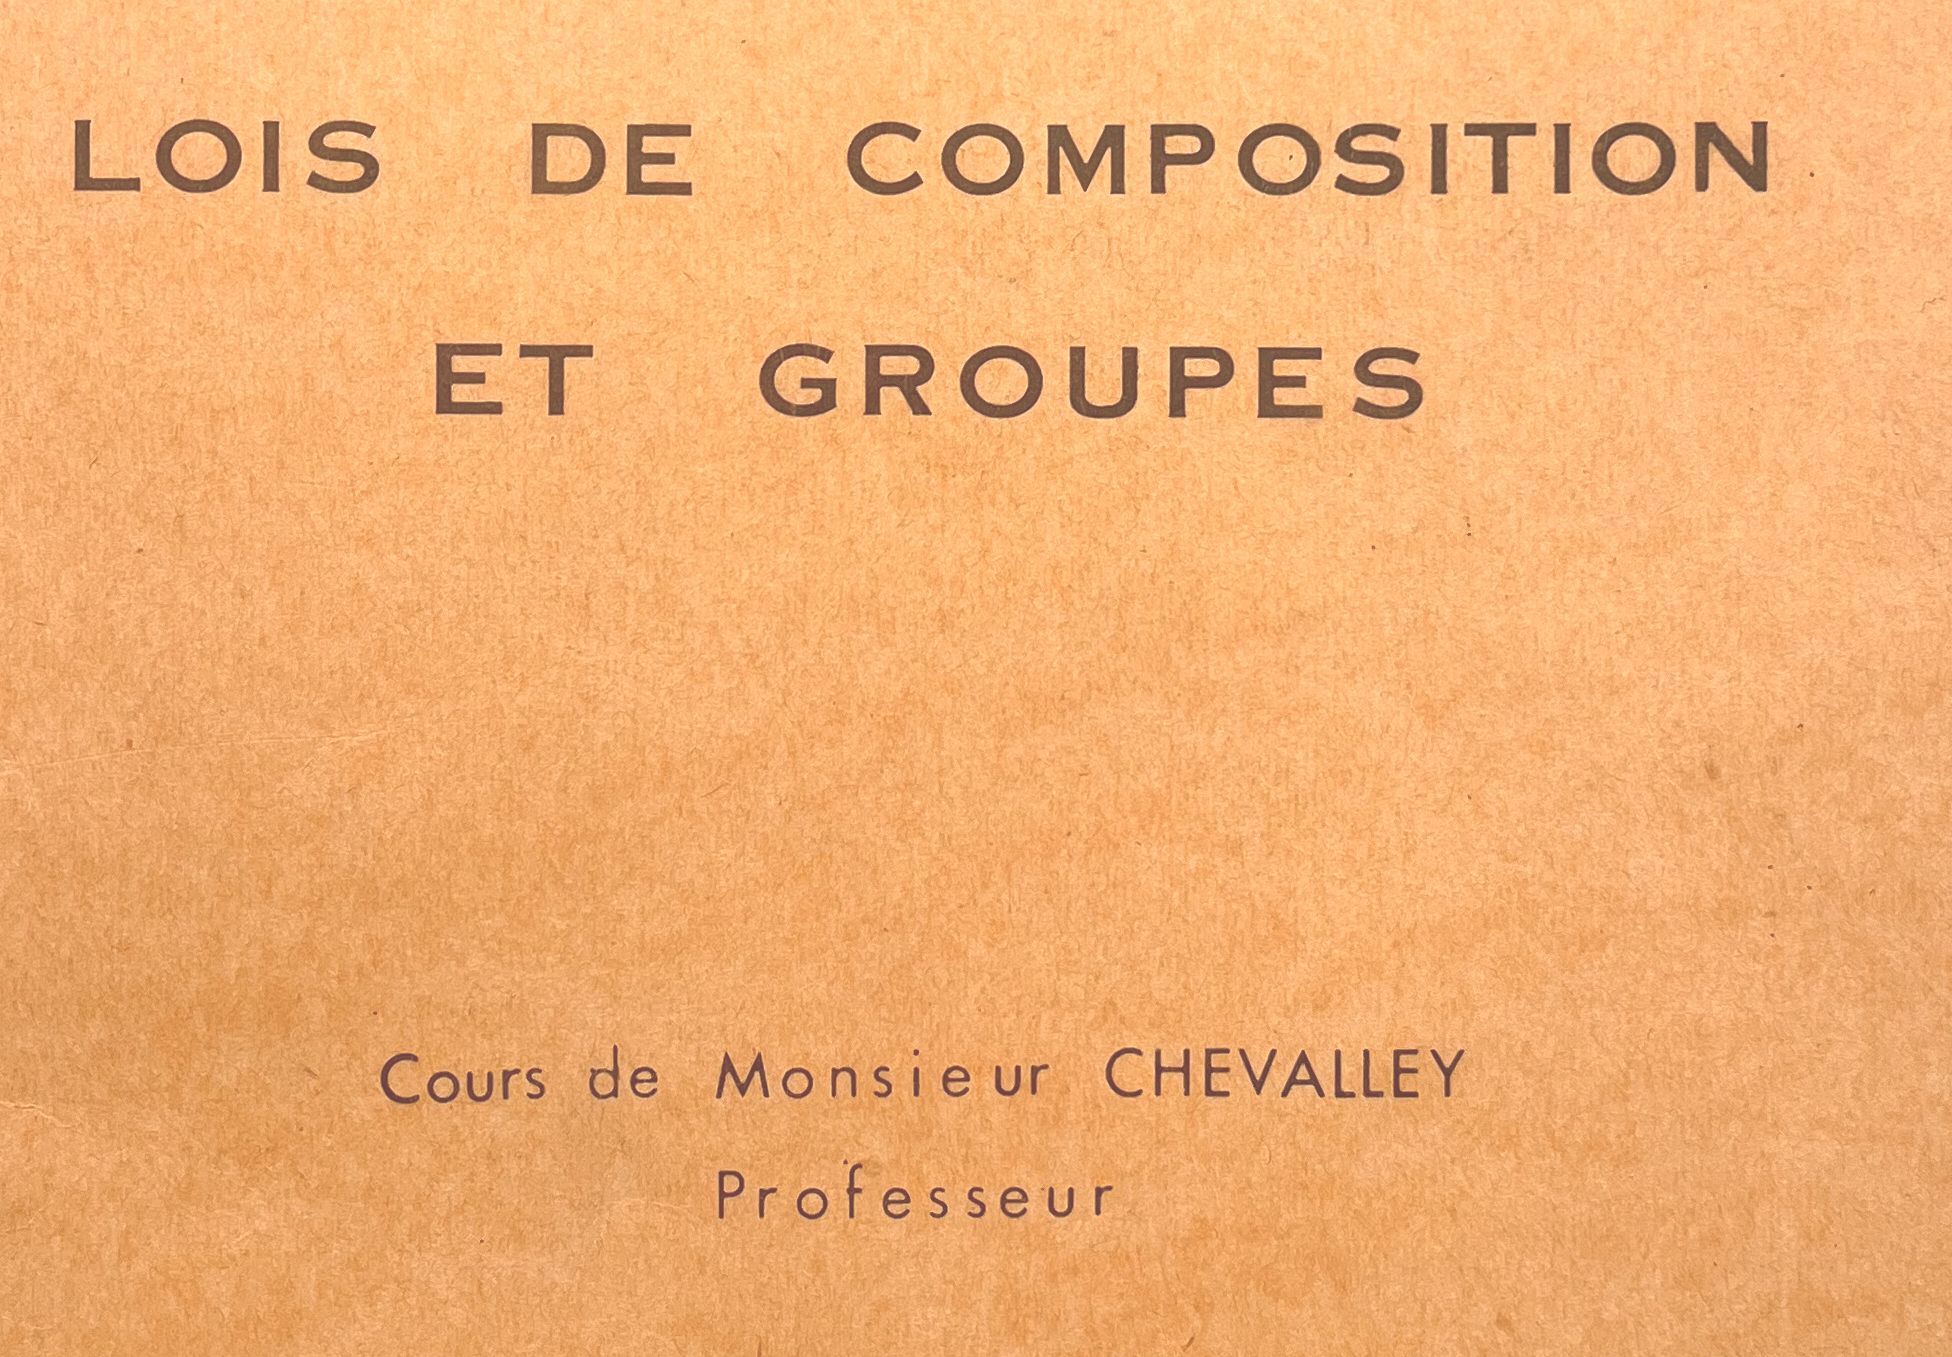 LOIS DE COMPOSITION
ET GROUPES
Cours de Monsieur CHEVALLEY
Professeur